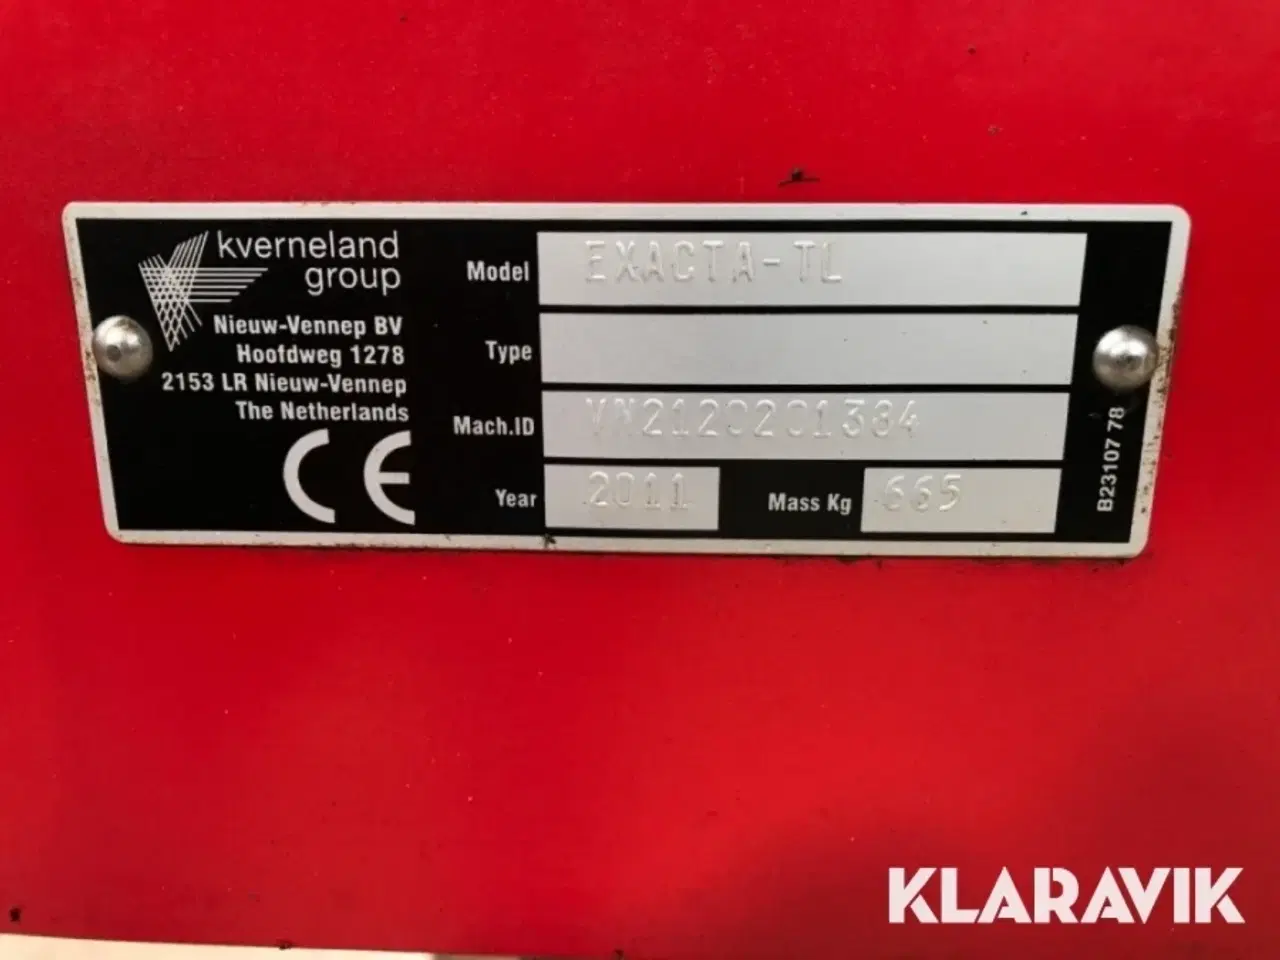 kverneland
group
Nieuw-Vennep BV
Hoofdweg 1278
2153 LR Nieuw-Vennep
The Netherlands
CE
Model EXACTA-TL
Type
Mach.ID VN2120201384
Year 2011 Mass Kg 665
B23107 78
KLARAVIK